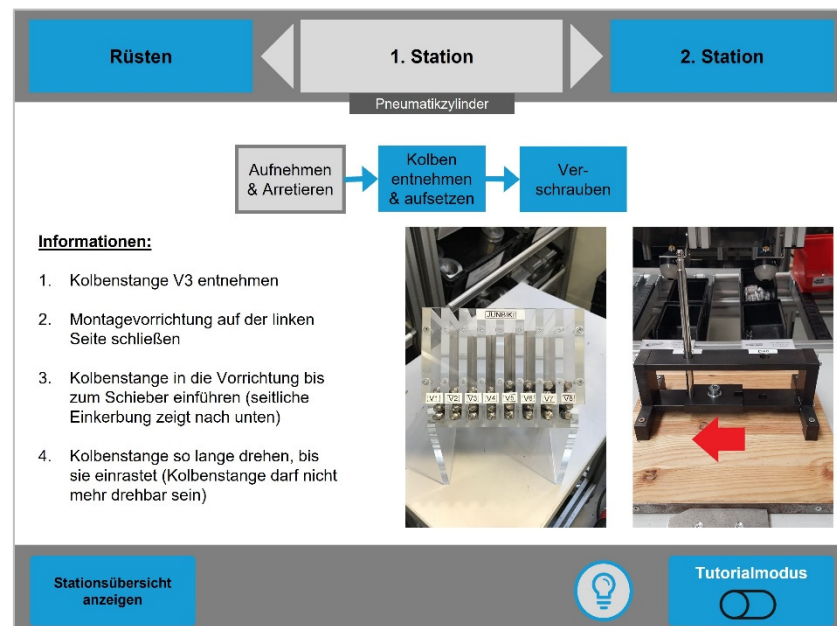 Rüsten
1. Station
2. Station
Pneumatikzylinder
Aufnehmen
& Arretieren
Kolben
entnehmen
& aufsetzen
Ver-
schrauben
Informationen:
1. Kolbenstange V3 entnehmen
2. Montagevorrichtung auf der linken
Seite schließen
3. Kolbenstange in die Vorrichtung bis
zum Schieber einführen (seitliche
Einkerbung zeigt nach unten)
4. Kolbenstange so lange drehen, bis
sie einrastet (Kolbenstange darf nicht
mehr drehbar sein)
V1 V2 V3 V4 V5 V6 V7 V8
Stationsübersicht
anzeigen
Tutorialmodus